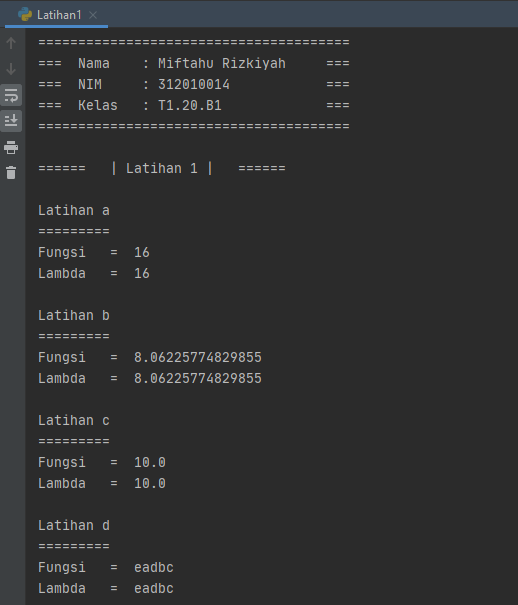 Latihan1
=======================================
===  Nama    : Miftahu Rizkiyah     ===
===  NIM     : 312010014            ===
===  Kelas   : T1.20.B1             ===
=======================================
======   | Latihan 1 |   ======
Latihan a
=========
Fungsi   =  16
Lambda   =  16
Latihan b
=========
Fungsi   =  8.06225774829855
Lambda   =  8.06225774829855
Latihan c
=========
Fungsi   =  10.0
Lambda   =  10.0
Latihan d
=========
Fungsi   =  eadbc
Lambda   =  eadbc